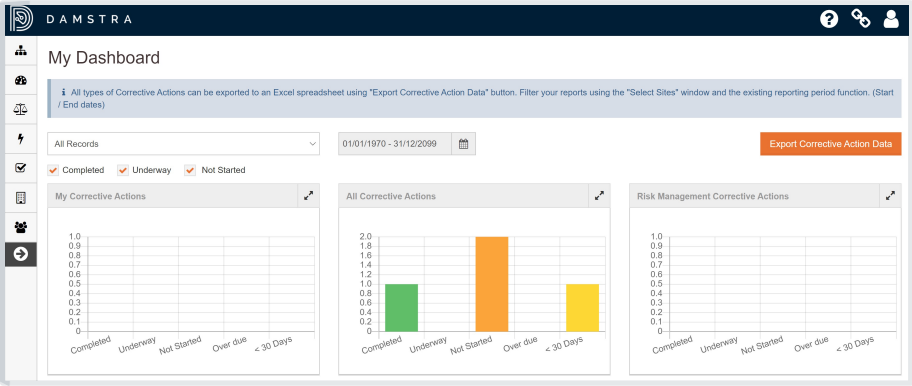 DAMSTRA
My Dashboard
i All types of Corrective Actions can be exported to an Excel spreadsheet using "Export Corrective Action Data" button. Filter your reports using the "Select Sites" window and the existing reporting period function. (Start
/ End dates)
All Records
01/01/1970 - 31/12/2099
Export Corrective Action Data
Completed Underway Not Started
My Corrective Actions
1.0
0.9
0.8
0.7
0.6
0.5
0.4
0.3
0.2
0.1
0
Completed Underway Not Started Over due < 30 Days
All Corrective Actions
2.0
1.8
1.6
1.4
1.2
1.0
0.8
0.6
0.4
0.2
0
Completed Underway Not Started Over due < 30 Days
Risk Management Corrective Actions
1.0
0.9
0.8
0.7
0.6
0.5
0.4
0.3
0.2
0.1
0
Completed Underway Not Started Over due < 30 Days